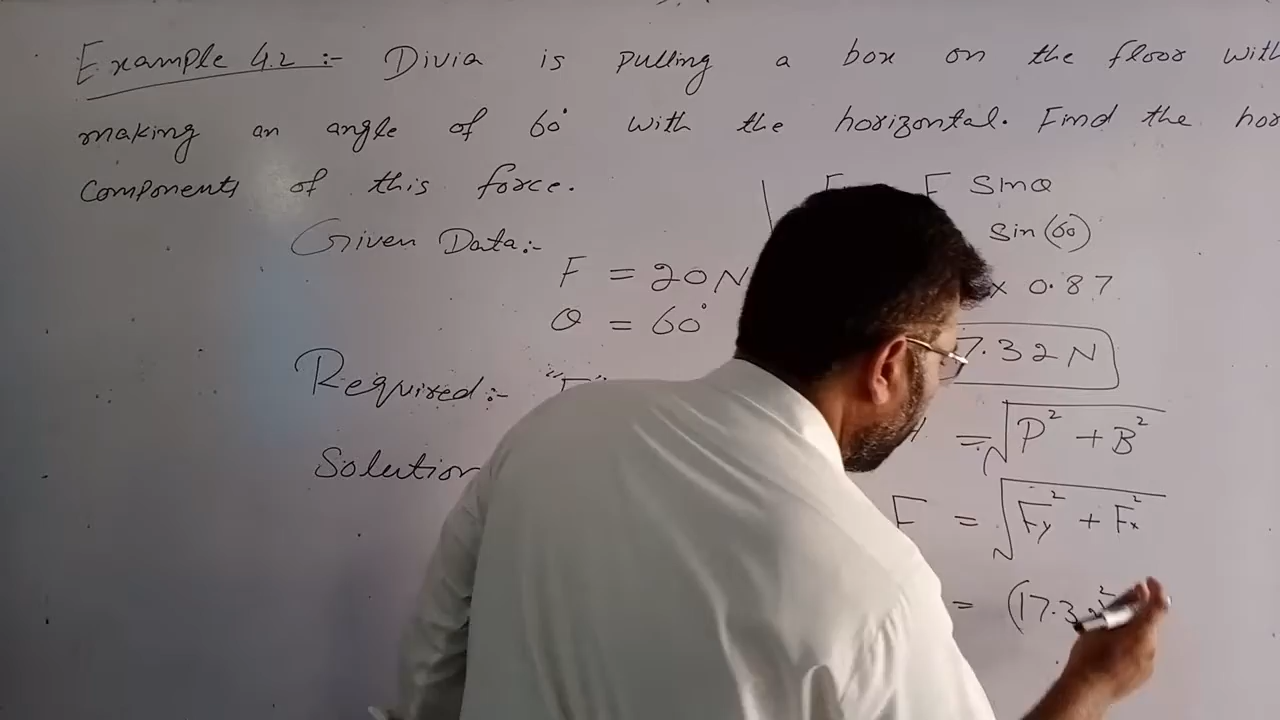 Example 4.2 :- Divia is pulling a box on the floor with
making an angle of 60° with the horizontal. Find the hor
components of this force.
Given Data:-
F = 20 N
θ = 60°
Required:-
Solution
F Sinθ
Sin (60)
x 0.87
7.32 N
= √P² + B²
F = √Fy² + Fx²
= (17.3